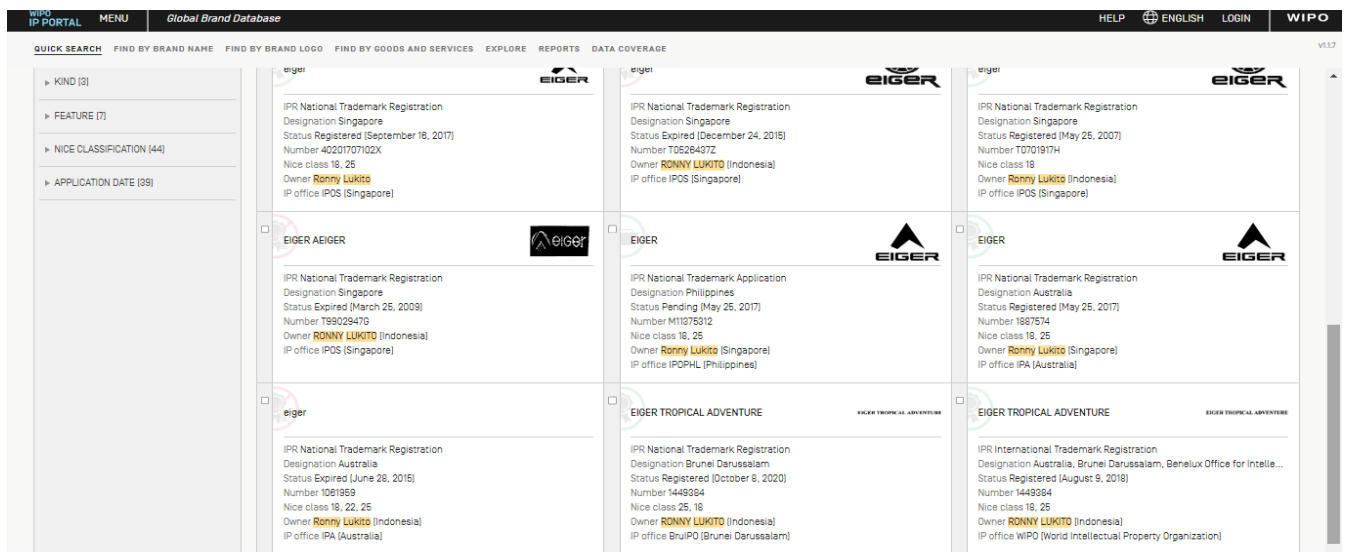 WIPO
IP PORTAL
MENU
Global Brand Database
HELP
ENGLISH
LOGIN
WIPO
QUICK SEARCH FIND BY BRAND NAME FIND BY BRAND LOGO FIND BY GOODS AND SERVICES EXPLORE REPORTS DATA COVERAGE
v1.1.7
KIND (3)
FEATURE (7)
NICE CLASSIFICATION (44)
APPLICATION DATE (39)
eiger
EIGER
IPR National Trademark Registration
Designation Singapore
Status Registered (September 16, 2017)
Number 40201707102X
Nice class 18, 25
Owner Ronny Lukito
IP office IPOS (Singapore)
eiger
eiger
IPR National Trademark Registration
Designation Singapore
Status Expired (December 24, 2015)
Number T0526437Z
Owner RONNY LUKITO (Indonesia)
IP office IPOS (Singapore)
eiger
eiger
IPR National Trademark Registration
Designation Singapore
Status Registered (May 25, 2007)
Number T0701917H
Nice class 18
Owner Ronny Lukito (Indonesia)
IP office IPOS (Singapore)
EIGER AEIGER
eiger
IPR National Trademark Registration
Designation Singapore
Status Expired (March 25, 2009)
Number T9902947G
Owner RONNY LUKITO (Indonesia)
IP office IPOS (Singapore)
EIGER
EIGER
IPR National Trademark Application
Designation Philippines
Status Pending (May 25, 2017)
Number M11375312
Nice class 18, 25
Owner Ronny Lukito (Singapore)
IP office IPOPHL (Philippines)
EIGER
EIGER
IPR National Trademark Registration
Designation Australia
Status Registered (May 25, 2017)
Number 1887574
Nice class 18, 25
Owner Ronny Lukito (Singapore)
IP office IPA (Australia)
eiger
IPR National Trademark Registration
Designation Australia
Status Expired (June 28, 2015)
Number 1061959
Nice class 18, 22, 25
Owner Ronny Lukito (Indonesia)
IP office IPA (Australia)
EIGER TROPICAL ADVENTURE
EIGER TROPICAL ADVENTURE
IPR National Trademark Registration
Designation Brunei Darussalam
Status Registered (October 8, 2020)
Number 1449384
Nice class 25, 18
Owner RONNY LUKITO (Indonesia)
IP office BruIPO (Brunei Darussalam)
EIGER TROPICAL ADVENTURE
EIGER TROPICAL ADVENTURE
IPR International Trademark Registration
Designation Australia, Brunei Darussalam, Benelux Office for Intelle...
Status Registered (August 9, 2018)
Number 1449384
Nice class 18, 25
Owner RONNY LUKITO (Indonesia)
IP office WIPO (World Intellectual Property Organization)